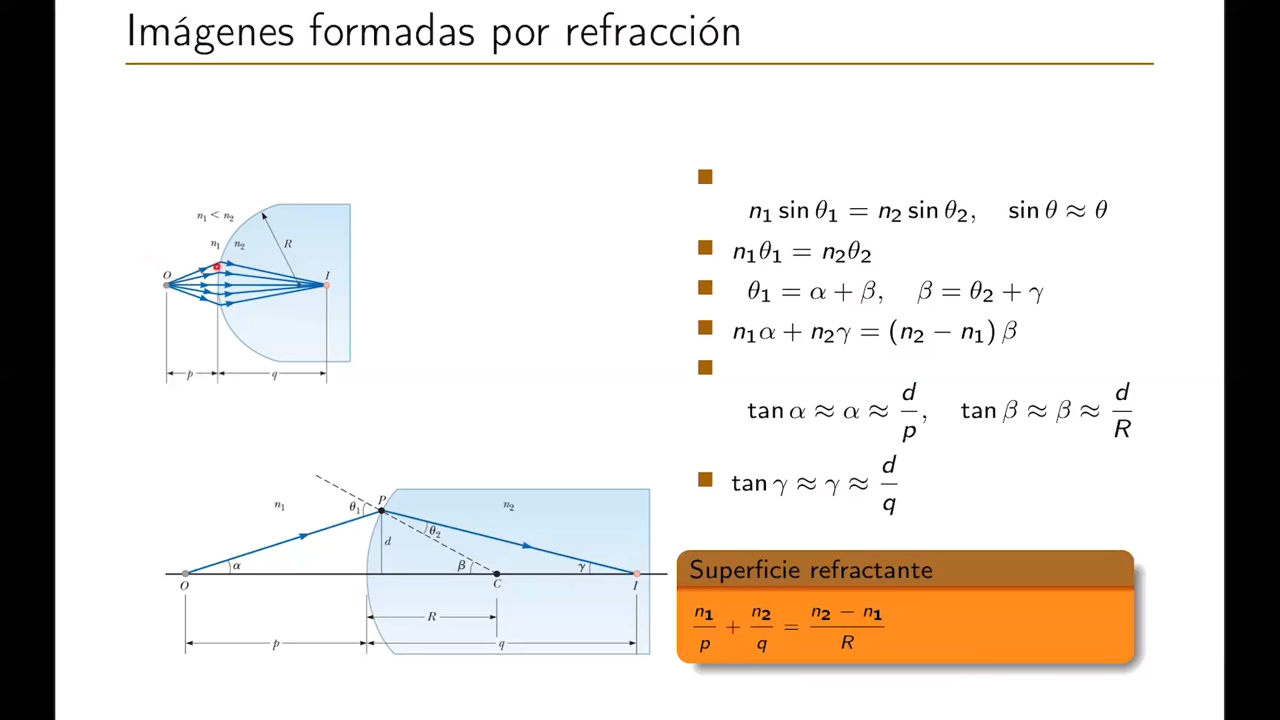 Imágenes formadas por refracción
n₁ < n₂
n₁ n₂
R
O I
p q
n₁ sin θ₁ = n₂ sin θ₂, sin θ ≈ θ
n₁θ₁ = n₂θ₂
θ₁ = α + β, β = θ₂ + γ
n₁α + n₂γ = (n₂ − n₁) β
tan α ≈ α ≈ d/p, tan β ≈ β ≈ d/R
tan γ ≈ γ ≈ d/q
P
n₁ θ₁ n₂
θ₂
d
α β γ
O C I
R
p q
Superficie refractante
n₁/p + n₂/q = (n₂ − n₁)/R